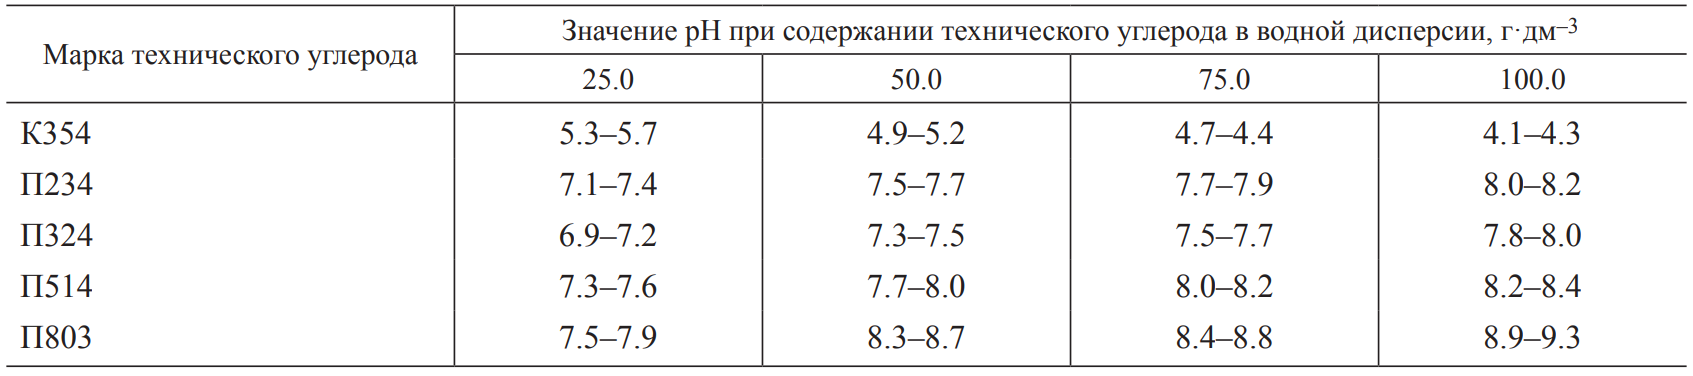 Марка технического углерода
Значение pH при содержании технического углерода в водной дисперсии, г·дм–3
25.0 50.0 75.0 100.0
К354 5.3–5.7 4.9–5.2 4.7–4.4 4.1–4.3
П234 7.1–7.4 7.5–7.7 7.7–7.9 8.0–8.2
П324 6.9–7.2 7.3–7.5 7.5–7.7 7.8–8.0
П514 7.3–7.6 7.7–8.0 8.0–8.2 8.2–8.4
П803 7.5–7.9 8.3–8.7 8.4–8.8 8.9–9.3